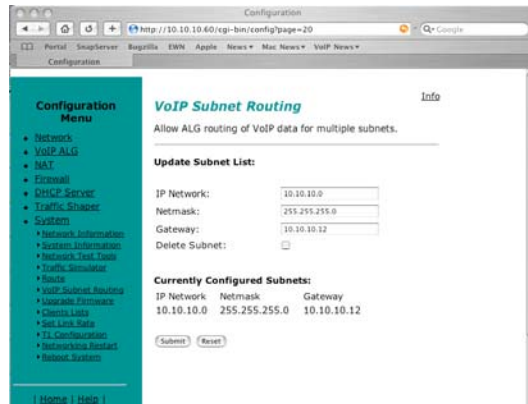 Configuration
http://10.10.10.60/cgi-bin/config?page=20
Q- Google
Portal SnapServer Bugzilla EWN Apple News▾ Mac News▾ VoIP News▾
Configuration
Configuration Menu
Network
VoIP ALG
NAT
Firewall
DHCP Server
Traffic Shaper
System
Network Information
System Information
Network Test Tools
Traffic Simulator
Route
VoIP Subnet Routing
Upgrade Firmware
Clients Lists
Set Link Rate
T1 Configuration
Networking Restart
Reboot System
| Home | Help |
VoIP Subnet Routing
Info
Allow ALG routing of VoIP data for multiple subnets.
Update Subnet List:
IP Network: 10.10.10.0
Netmask: 255.255.255.0
Gateway: 10.10.10.12
Delete Subnet:
Currently Configured Subnets:
IP Network Netmask Gateway
10.10.10.0 255.255.255.0 10.10.10.12
Submit Reset